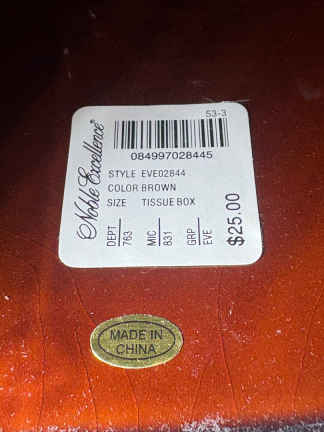 53-3
084997028445
Noble Excellence®
STYLE EVE02844
COLOR BROWN
SIZE TISSUE BOX
DEPT 763
MIC 831
GRP EVE
$25.00
MADE IN
CHINA